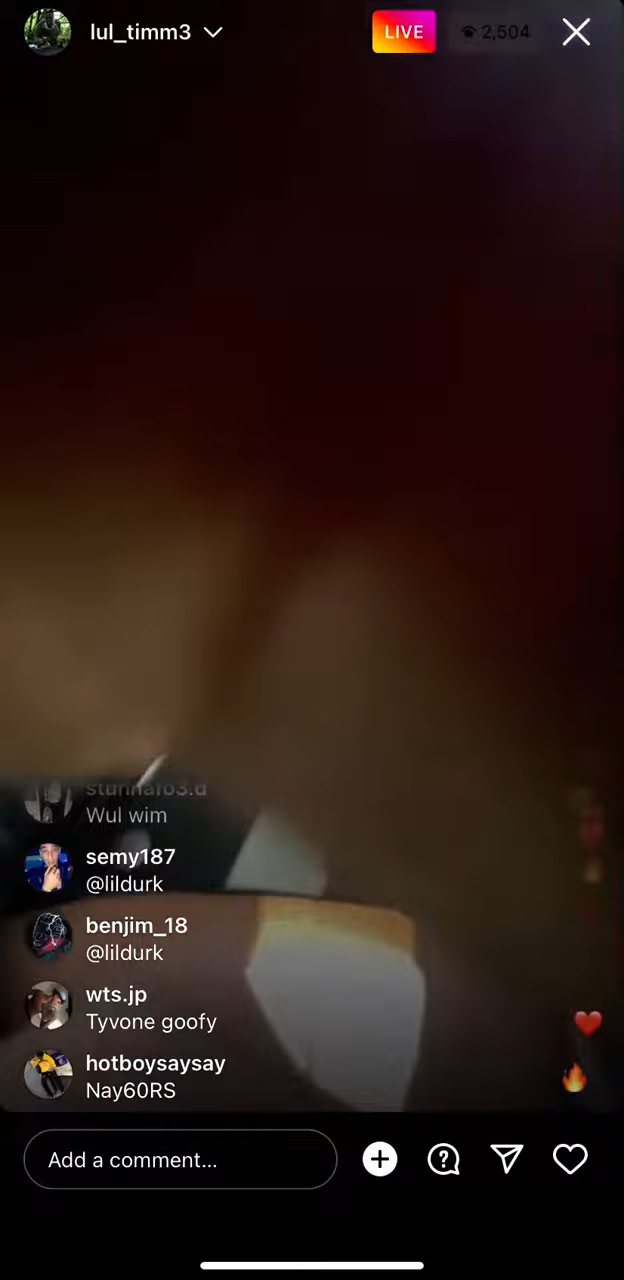 lul_timm3
LIVE
2,504
Wul wim
semy187
@lildurk
benjim_18
@lildurk
wts.jp
Tyvone goofy
hotboysaysay
Nay60RS
Add a comment...